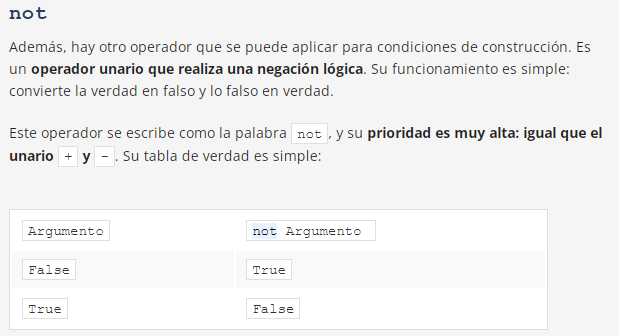 not
Además, hay otro operador que se puede aplicar para condiciones de construcción. Es
un operador unario que realiza una negación lógica. Su funcionamiento es simple:
convierte la verdad en falso y lo falso en verdad.
Este operador se escribe como la palabra not, y su prioridad es muy alta: igual que el
unario + y -. Su tabla de verdad es simple:
Argumento not Argumento
False True
True False